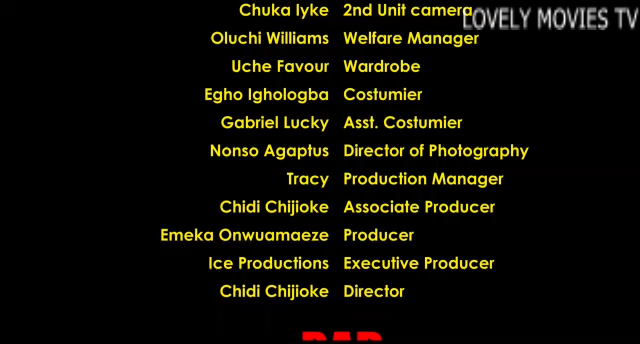 Chuka Iyke 2nd Unit camera
LOVELY MOVIES TV
Oluchi Williams Welfare Manager
Uche Favour Wardrobe
Egho Ighologba Costumier
Gabriel Lucky Asst. Costumier
Nonso Agaptus Director of Photography
Tracy Production Manager
Chidi Chijioke Associate Producer
Emeka Onwuamaeze Producer
Ice Productions Executive Producer
Chidi Chijioke Director